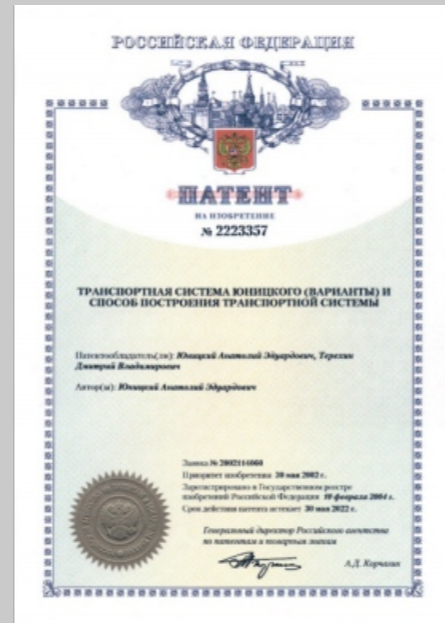 РОССИЙСКАЯ ФЕДЕРАЦИЯ
ПАТЕНТ
НА ИЗОБРЕТЕНИЕ
№ 2223357
ТРАНСПОРТНАЯ СИСТЕМА ЮНИЦКОГО (ВАРИАНТЫ) И
СПОСОБ ПОСТРОЕНИЯ ТРАНСПОРТНОЙ СИСТЕМЫ
Патентообладатель(ли): Юницкий Анатолий Эдуардович, Терехин
Дмитрий Владимирович
Автор(ы): Юницкий Анатолий Эдуардович
Заявка № 2002114060
Приоритет изобретения 30 мая 2002 г.
Зарегистрировано в Государственном реестре
изобретений Российской Федерации 10 февраля 2004 г.
Срок действия патента истекает 30 мая 2022 г.
Генеральный директор Российского агентства
по патентам и товарным знакам
А.Д. Корчагин